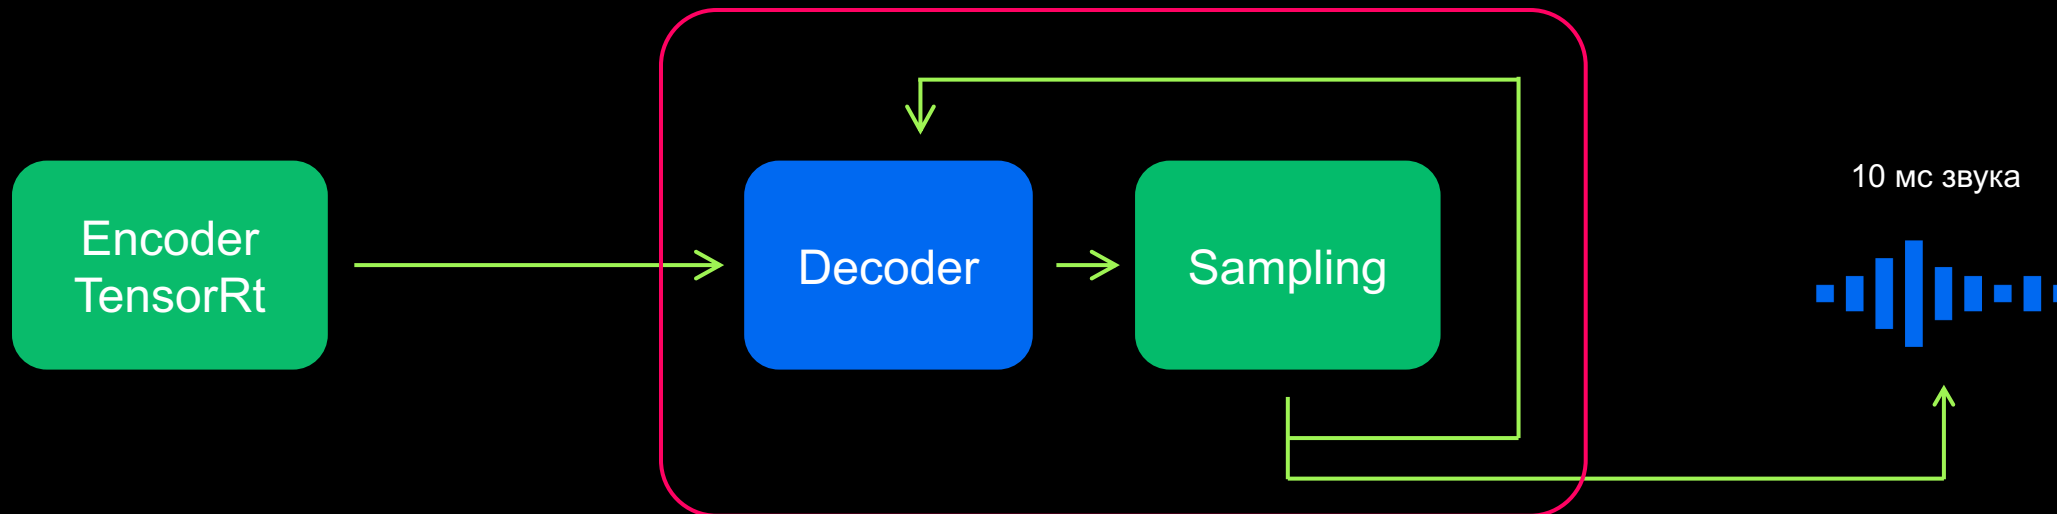 Encoder
TensorRt
Decoder
Sampling
10 мс звука